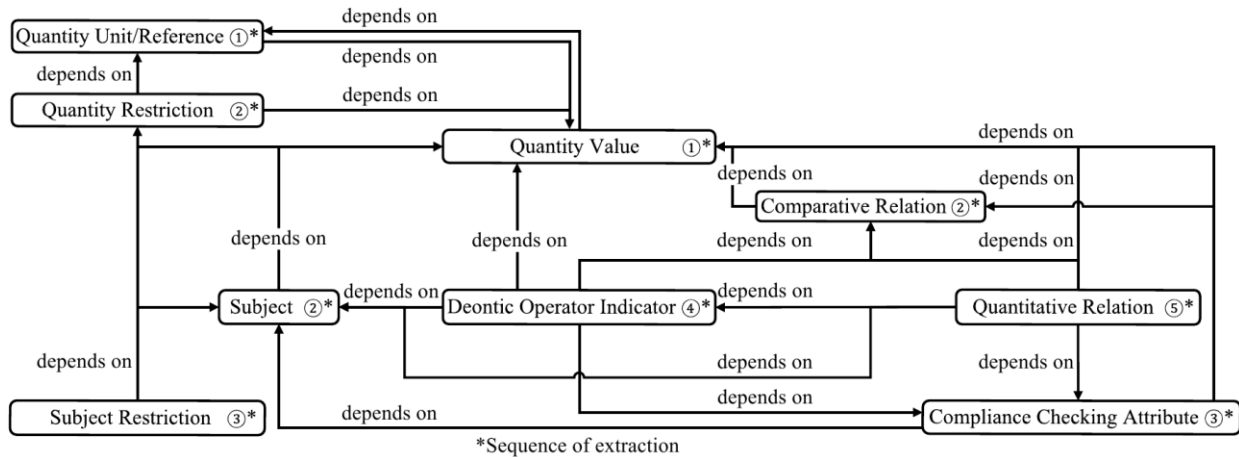 depends on
Quantity Unit/Reference ①*
depends on
depends on
Quantity Restriction ②*
depends on
depends on
Quantity Value ①*
depends on
depends on
Comparative Relation ②*
depends on
depends on
depends on
depends on
depends on
Subject ②*
depends on
Deontic Operator Indicator ④*
depends on
Quantitative Relation ⑤*
depends on
depends on
depends on
depends on
depends on
Subject Restriction ③*
Compliance Checking Attribute ③*
*Sequence of extraction